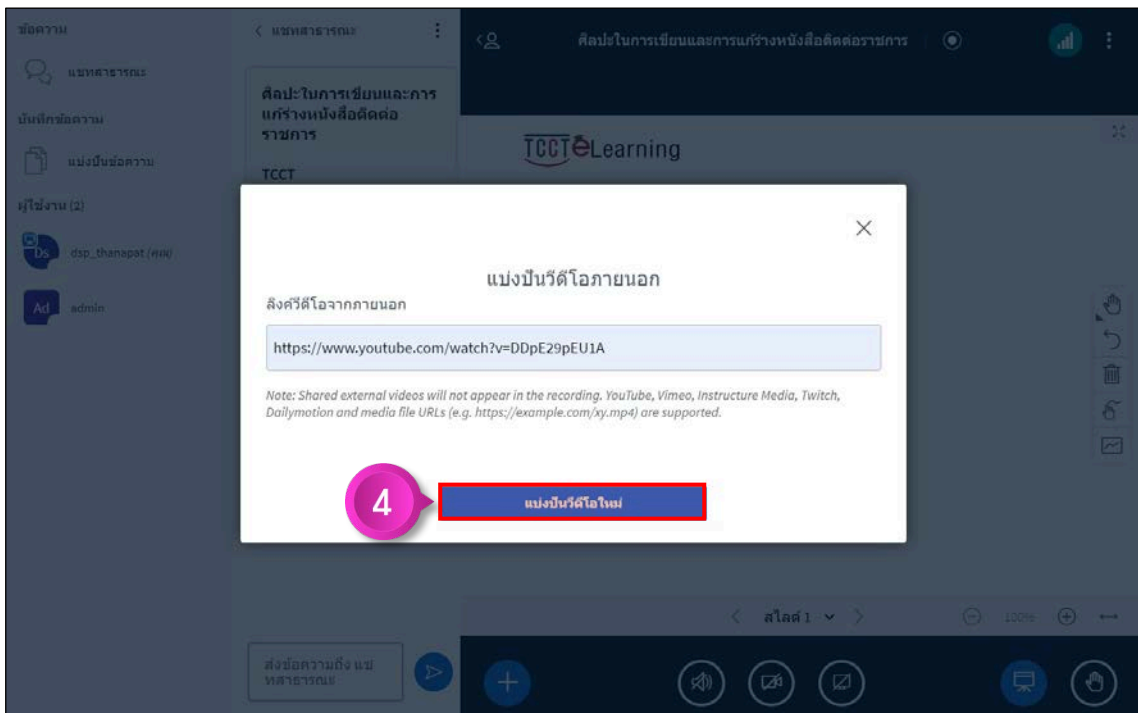 ข้อความ
แชทสาธารณะ
บันทึกข้อความ
แบ่งปันข้อความ
ผู้ใช้งาน (2)
Ds dsp_thanapat (คุณ)
Ad admin
แชทสาธารณะ
ศิลปะในการเขียนและการ
แก้ร่างหนังสือติดต่อ
ราชการ
TCCT
ศิลปะในการเขียนและการแก้ร่างหนังสือติดต่อราชการ
TCCTeLearning
แบ่งปันวีดีโอภายนอก
ลิงค์วีดีโอจากภายนอก
https://www.youtube.com/watch?v=DDpE29pEU1A
Note: Shared external videos will not appear in the recording. YouTube, Vimeo, Instructure Media, Twitch,
Dailymotion and media file URLs (e.g. https://example.com/xy.mp4) are supported.
4
แบ่งปันวีดีโอใหม่
สไลด์ 1
100%
ส่งข้อความถึง แช
ทสาธารณะ